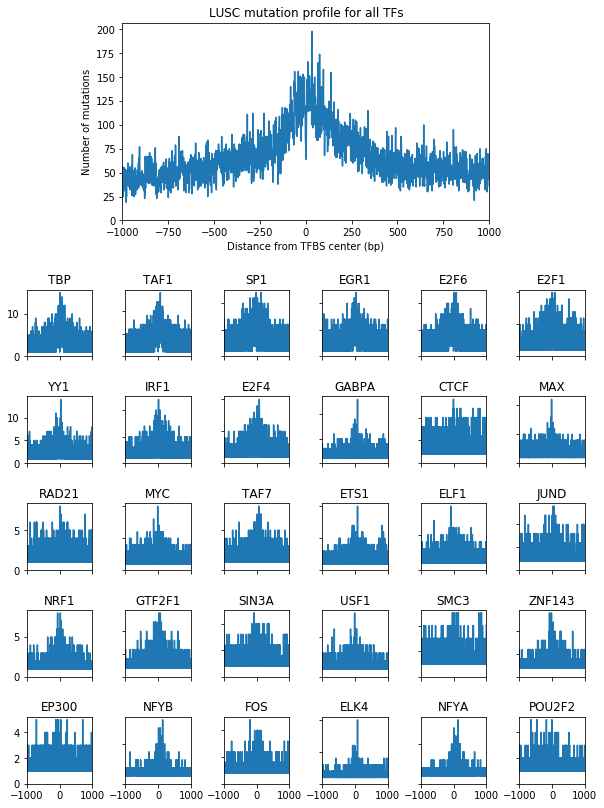 LUSC mutation profile for all TFs
200
175
150
125
100
75
50
25
0
Number of mutations
−1000 −750 −500 −250 0 250 500 750 1000
Distance from TFBS center (bp)
TBP TAF1 SP1 EGR1 E2F6 E2F1
10
0
YY1 IRF1 E2F4 GABPA CTCF MAX
10
5
0
RAD21 MYC TAF7 ETS1 ELF1 JUND
5
0
NRF1 GTF2F1 SIN3A USF1 SMC3 ZNF143
5
0
EP300 NFYB FOS ELK4 NFYA POU2F2
4
2
0
−1000 0 1000 −1000 0 1000 −1000 0 1000 −1000 0 1000 −1000 0 1000 −1000 0 1000